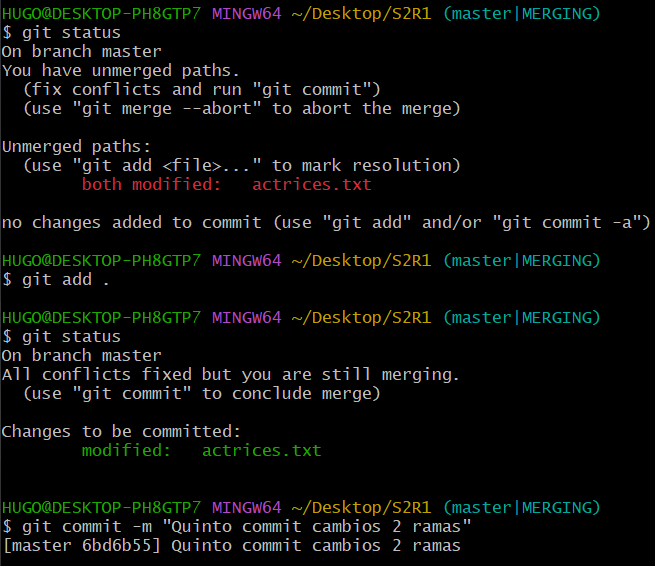 HUGO@DESKTOP-PH8GTP7 MINGW64 ~/Desktop/S2R1 (master|MERGING)
$ git status
On branch master
You have unmerged paths.
  (fix conflicts and run "git commit")
  (use "git merge --abort" to abort the merge)

Unmerged paths:
  (use "git add <file>..." to mark resolution)
        both modified:   actrices.txt

no changes added to commit (use "git add" and/or "git commit -a")

HUGO@DESKTOP-PH8GTP7 MINGW64 ~/Desktop/S2R1 (master|MERGING)
$ git add .

HUGO@DESKTOP-PH8GTP7 MINGW64 ~/Desktop/S2R1 (master|MERGING)
$ git status
On branch master
All conflicts fixed but you are still merging.
  (use "git commit" to conclude merge)

Changes to be committed:
        modified:   actrices.txt

HUGO@DESKTOP-PH8GTP7 MINGW64 ~/Desktop/S2R1 (master|MERGING)
$ git commit -m "Quinto commit cambios 2 ramas"
[master 6bd6b55] Quinto commit cambios 2 ramas